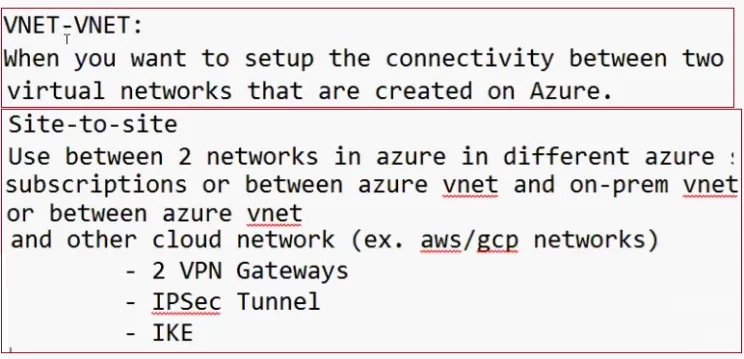 VNET-VNET:
When you want to setup the connectivity between two
virtual networks that are created on Azure.
Site-to-site
Use between 2 networks in azure in different azure
subscriptions or between azure vnet and on-prem vnet
or between azure vnet
and other cloud network (ex. aws/gcp networks)
- 2 VPN Gateways
- IPSec Tunnel
- IKE